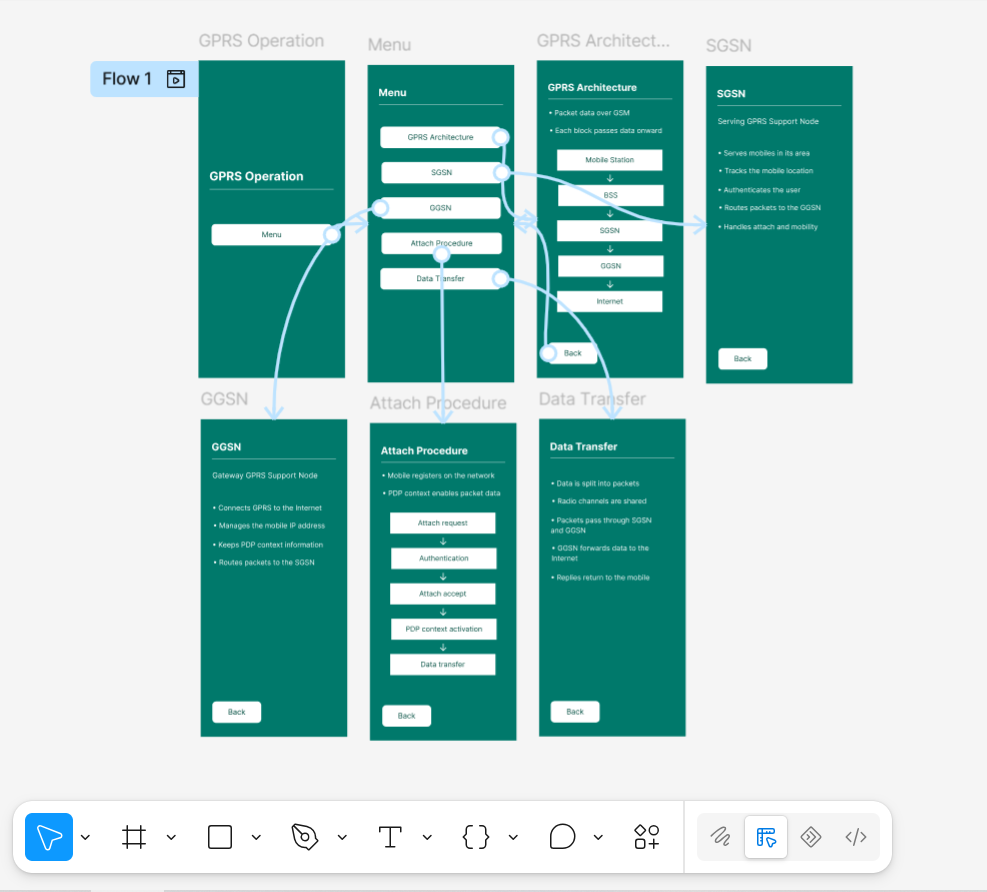 GPRS Operation
Menu
GPRS Architect...
SGSN
Flow 1
GPRS Operation
Menu
Menu
GPRS Architecture
SGSN
GGSN
Attach Procedure
Data Transfer
GPRS Architecture
• Packet data over GSM
• Each block passes data onward
Mobile Station
↓
BSS
↓
SGSN
↓
GGSN
↓
Internet
Back
SGSN
Serving GPRS Support Node
• Serves mobiles in its area
• Tracks the mobile location
• Authenticates the user
• Routes packets to the GGSN
• Handles attach and mobility
Back
GGSN
Attach Procedure
Data Transfer
GGSN
Gateway GPRS Support Node
• Connects GPRS to the Internet
• Manages the mobile IP address
• Keeps PDP context information
• Routes packets to the SGSN
Back
Attach Procedure
• Mobile registers on the network
• PDP context enables packet data
Attach request
↓
Authentication
↓
Attach accept
↓
PDP context activation
↓
Data transfer
Back
Data Transfer
• Data is split into packets
• Radio channels are shared
• Packets pass through SGSN
and GGSN
• GGSN forwards data to the
Internet
• Replies return to the mobile
Back